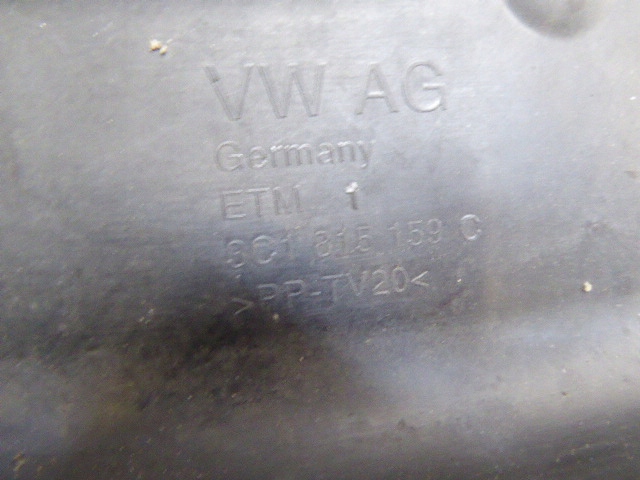 VW AG
Germany
ETM 1
3C1 815 159 C
>PP-TV20<